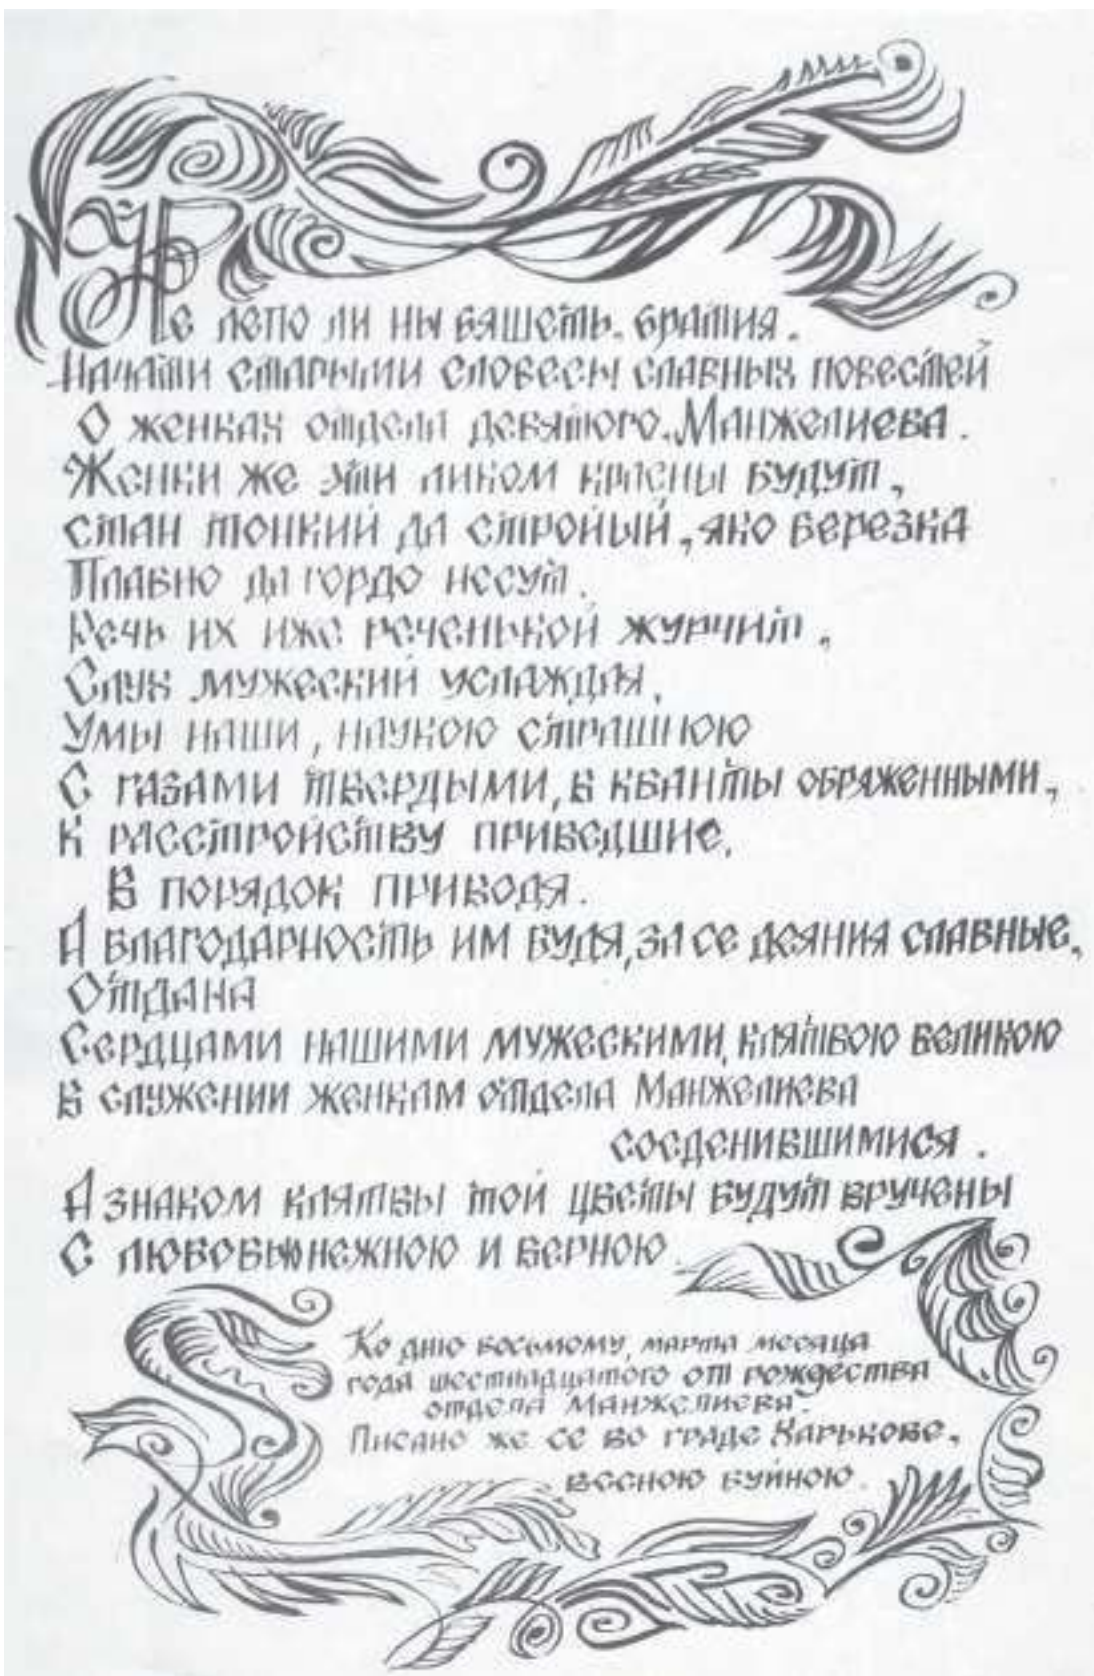 Не лепо ли ны бяшеть, братия.
Начати старыми словесы славных повестей
О женках отдела девятого, Манжелиева.
Женки же эти ликом красны будут,
стан тонкий да стройный, яко березка
Плавно да гордо несут.
Речь их иже реченькой журчит,
Слух мужеский услаждая,
Умы наши, наукою страшною
С газами твердыми, в кванты обряженными,
К расстройству приведшие,
В порядок приводя.
А благодарность им будя, за се деяния славные,
Отдана
Сердцами нашими мужескими, клятвою великою
В служении женкам отдела Манжелиева
соеденившимися.
А знаком клятвы той цветы будут вручены
С любовью нежною и верною.
Ко дню восьмому, марта месяца
года шестнадцатого от рождества
отдела Манжелиева.
Писано же се во граде Харькове,
весною буйною.